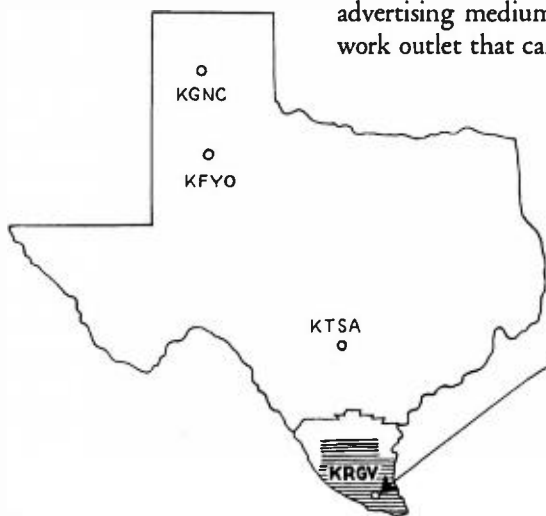 advertising medium
work outlet that ca
KGNC
KFYO
KTSA
KRGV